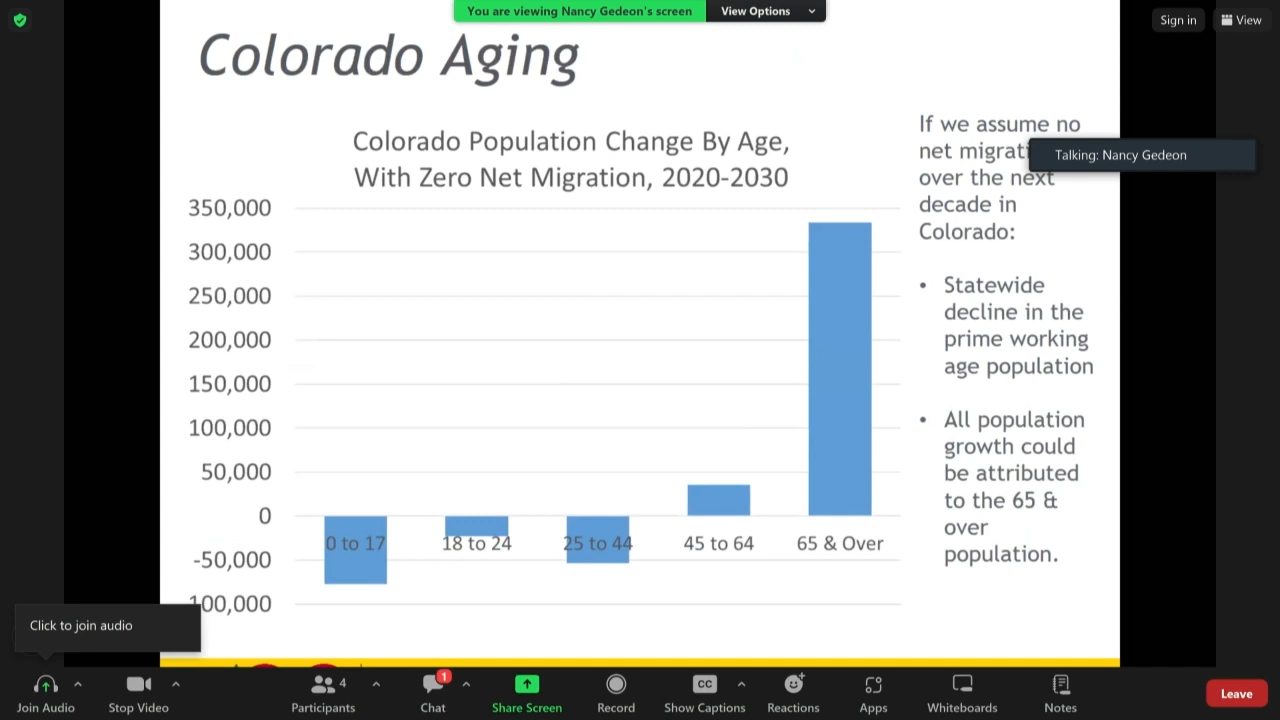 You are viewing Nancy Gedeon's screen
View Options
Sign in
View
Colorado Aging
Colorado Population Change By Age,
With Zero Net Migration, 2020-2030
350,000
300,000
250,000
200,000
150,000
100,000
50,000
0
-50,000
100,000
0 to 17
18 to 24
25 to 44
45 to 64
65 & Over
If we assume no
net migrati
over the next
decade in
Colorado:
• Statewide
decline in the
prime working
age population
• All population
growth could
be attributed
to the 65 &
over
population.
Talking: Nancy Gedeon
Click to join audio
Join Audio
Stop Video
4
Participants
1
Chat
Share Screen
Record
CC
Show Captions
Reactions
Apps
Whiteboards
Notes
Leave